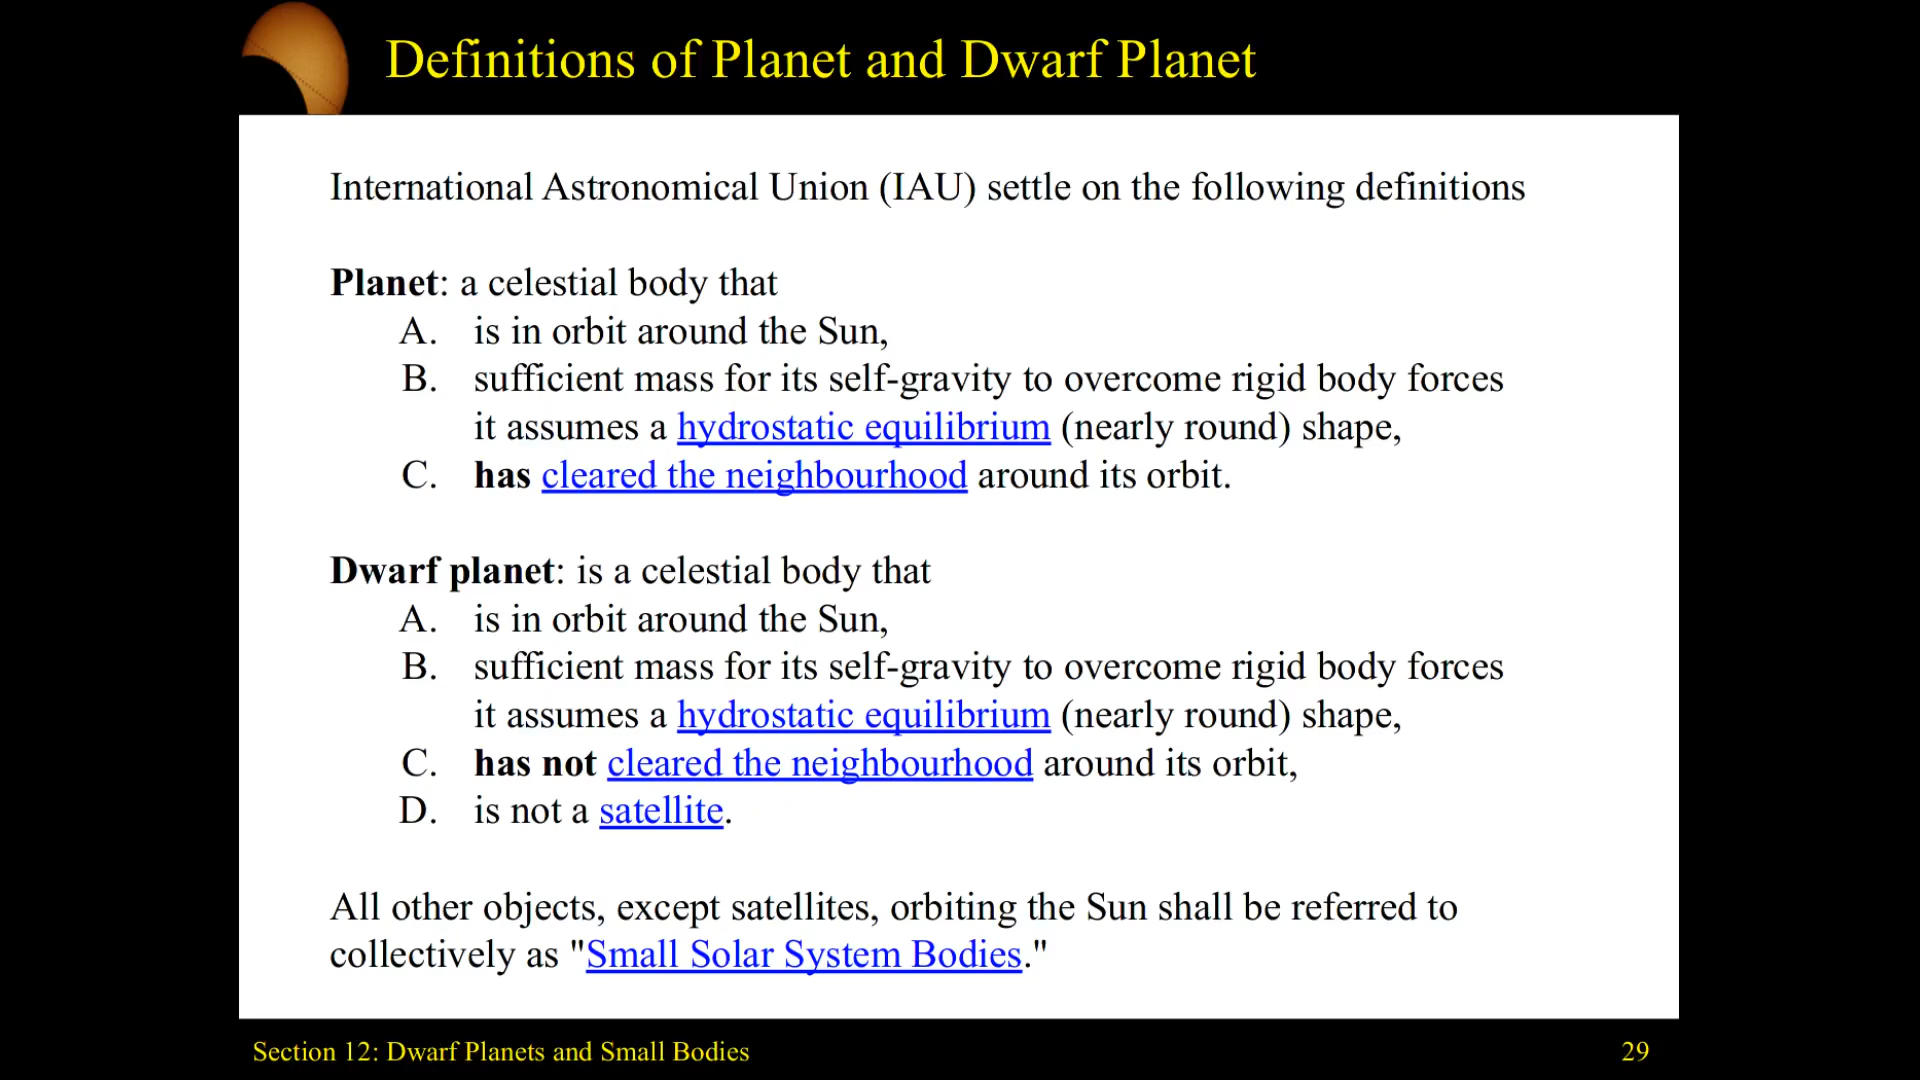 Definitions of Planet and Dwarf Planet
International Astronomical Union (IAU) settle on the following definitions
Planet: a celestial body that
A. is in orbit around the Sun,
B. sufficient mass for its self-gravity to overcome rigid body forces
it assumes a hydrostatic equilibrium (nearly round) shape,
C. has cleared the neighbourhood around its orbit.
Dwarf planet: is a celestial body that
A. is in orbit around the Sun,
B. sufficient mass for its self-gravity to overcome rigid body forces
it assumes a hydrostatic equilibrium (nearly round) shape,
C. has not cleared the neighbourhood around its orbit,
D. is not a satellite.
All other objects, except satellites, orbiting the Sun shall be referred to
collectively as "Small Solar System Bodies."
Section 12: Dwarf Planets and Small Bodies
29